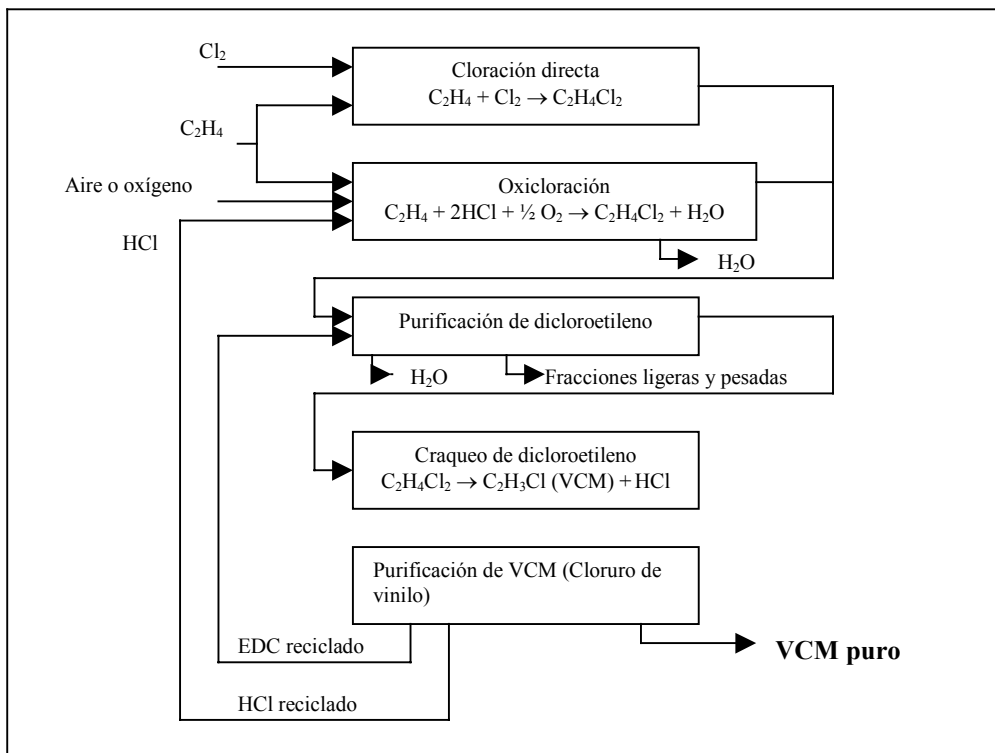 Cl₂
Cloración directa
C₂H₄ + Cl₂ → C₂H₄Cl₂
C₂H₄
Aire o oxígeno
Oxicloración
C₂H₄ + 2HCl + ½ O₂ → C₂H₄Cl₂ + H₂O
HCl
H₂O
Purificación de dicloroetileno
H₂O
Fracciones ligeras y pesadas
Craqueo de dicloroetileno
C₂H₄Cl₂ → C₂H₃Cl (VCM) + HCl
Purificación de VCM (Cloruro de
vinilo)
EDC reciclado
VCM puro
HCl reciclado